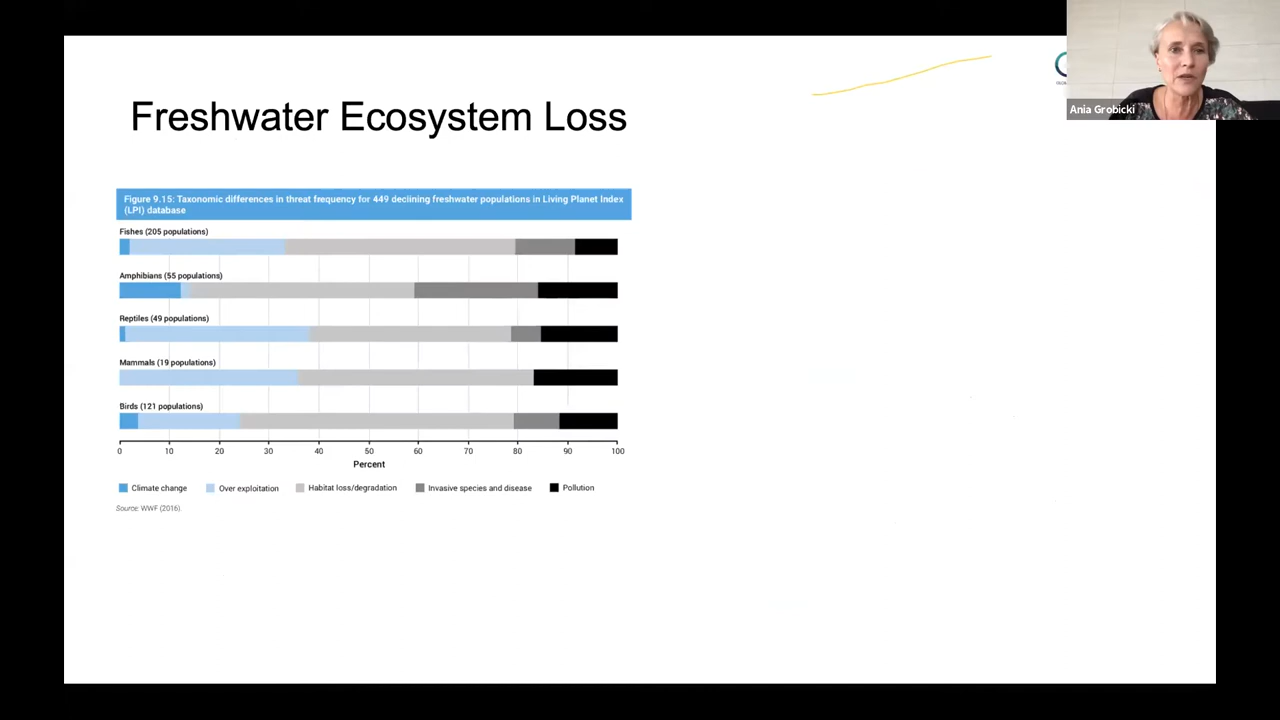 Ania Grobicki
Freshwater Ecosystem Loss
Figure 9.15: Taxonomic differences in threat frequency for 449 declining freshwater populations in Living Planet Index
(LPI) database
Fishes (205 populations)
Amphibians (55 populations)
Reptiles (49 populations)
Mammals (19 populations)
Birds (121 populations)
0 10 20 30 40 50 60 70 80 90 100
Percent
Climate change Over exploitation Habitat loss/degradation Invasive species and disease Pollution
Source: WWF (2016).